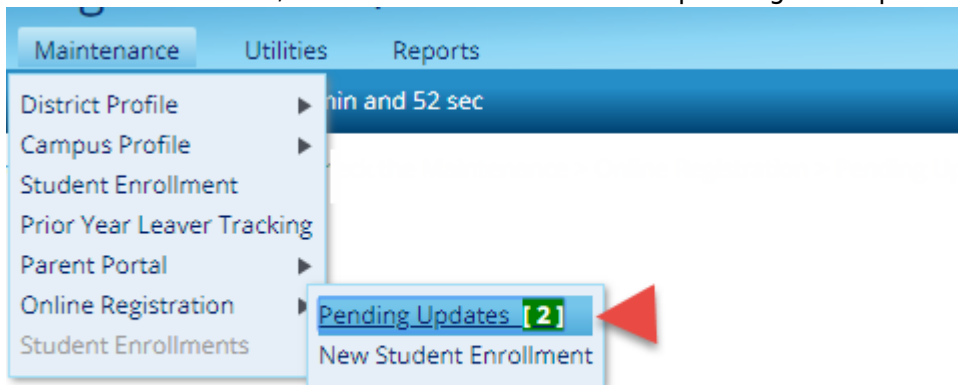 Maintenance Utilities Reports
District Profile in and 52 sec
Campus Profile
Student Enrollment
Prior Year Leaver Tracking
Parent Portal
Online Registration
Pending Updates [2]
Student Enrollments
New Student Enrollment